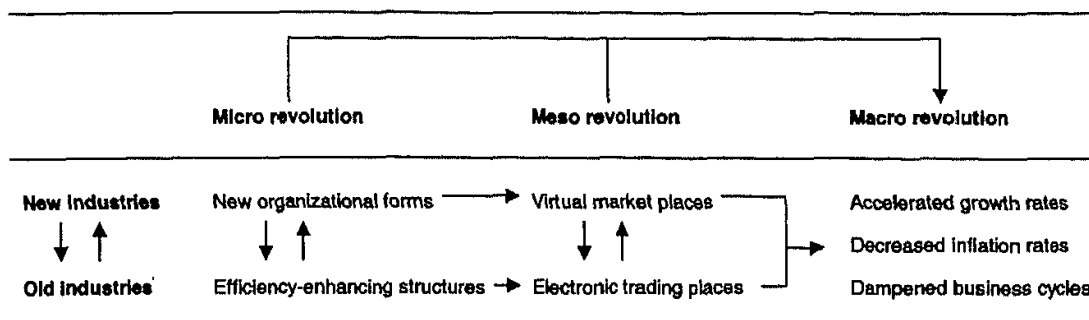 Micro revolution Meso revolution Macro revolution
New industries New organizational forms Virtual market places Accelerated growth rates
Decreased inflation rates
Old industries Efficiency-enhancing structures Electronic trading places Dampened business cycles